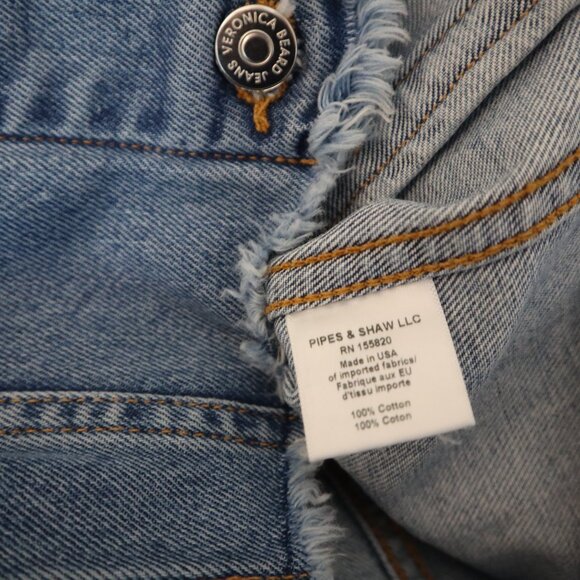 VERONICA BEARD JEANS
PIPES & SHAW LLC
RN 155820
Made in USA
of imported fabrics/
Fabrique aux EU
d'tissu importe
100% Cotton
100% Coton